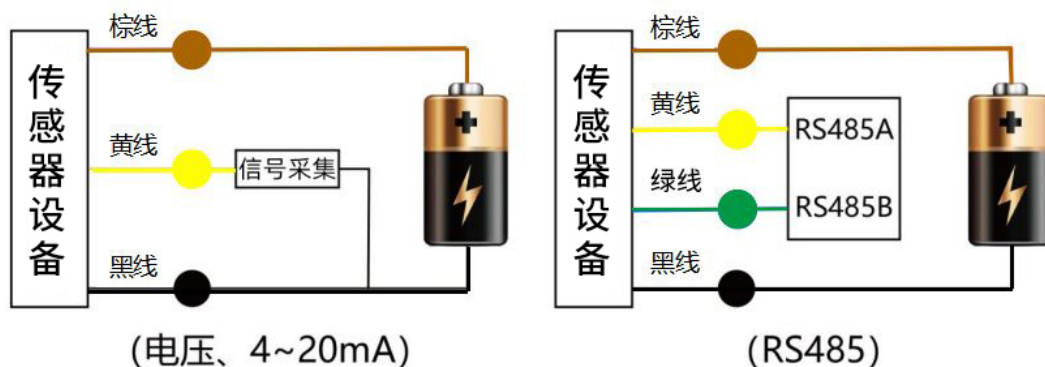 棕线
传感器设备
黄线
信号采集
黑线
(电压、4~20mA)
棕线
传感器设备
黄线
RS485A
绿线
RS485B
黑线
(RS485)